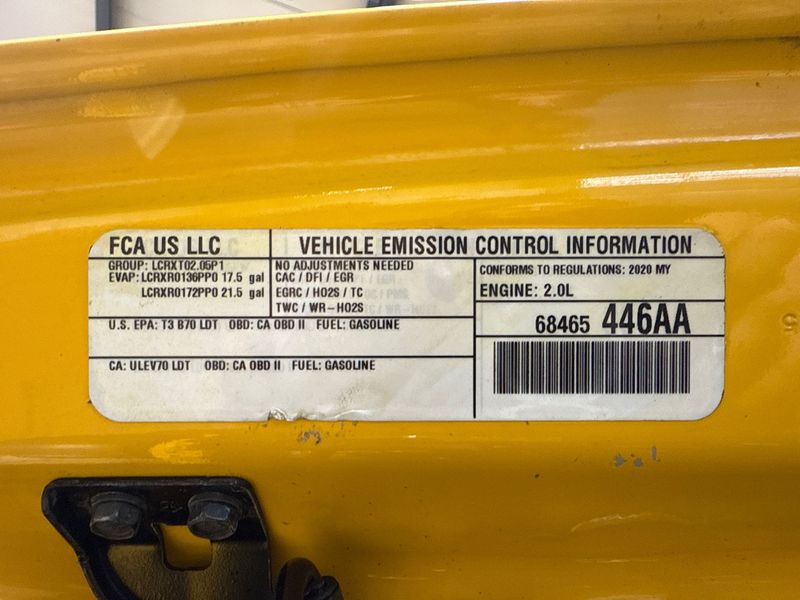 FCA US LLC
VEHICLE EMISSION CONTROL INFORMATION
GROUP: LCRXT02.05P1
EVAP: LCRXR0136PP0 17.5 gal
LCRXR0172PP0 21.5 gal
NO ADJUSTMENTS NEEDED
CAC / DFI / EGR
EGRC / HO2S / TC
TWC / WR-HO2S
CONFORMS TO REGULATIONS: 2020 MY
ENGINE: 2.0L
U.S. EPA: T3 B70 LDT OBD: CA OBD II FUEL: GASOLINE
68465 446AA
CA: ULEV70 LDT OBD: CA OBD II FUEL: GASOLINE